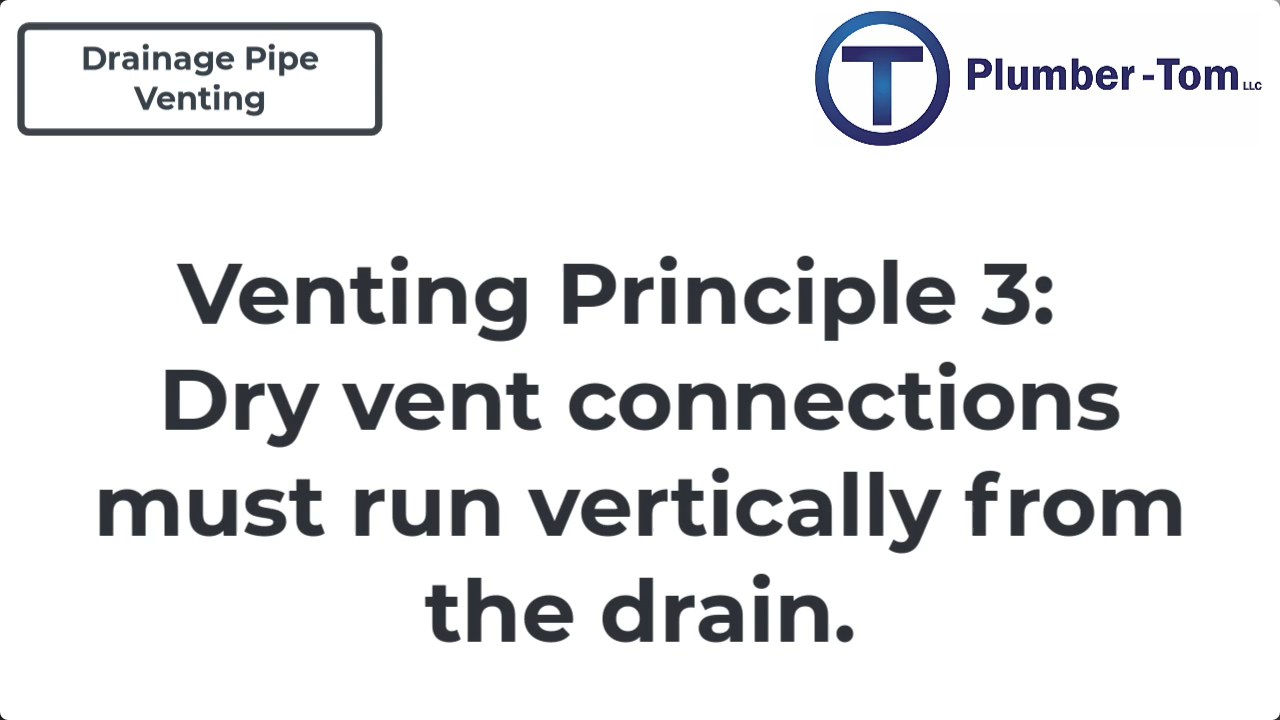 Drainage Pipe
Venting
T
Plumber-Tom LLC
Venting Principle 3:
Dry vent connections
must run vertically from
the drain.